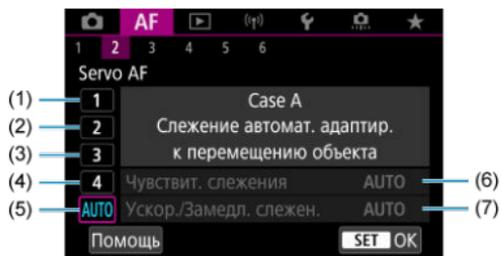 AF
1 2 3 4 5 6
Servo AF
(1) 1 Case A
(2) 2 Слежение автомат. адаптир.
(3) 3 к перемещению объекта
(4) 4 Чувствит. слежения AUTO (6)
(5) AUTO Ускор./Замедл. слежен. AUTO (7)
Помощь SET OK